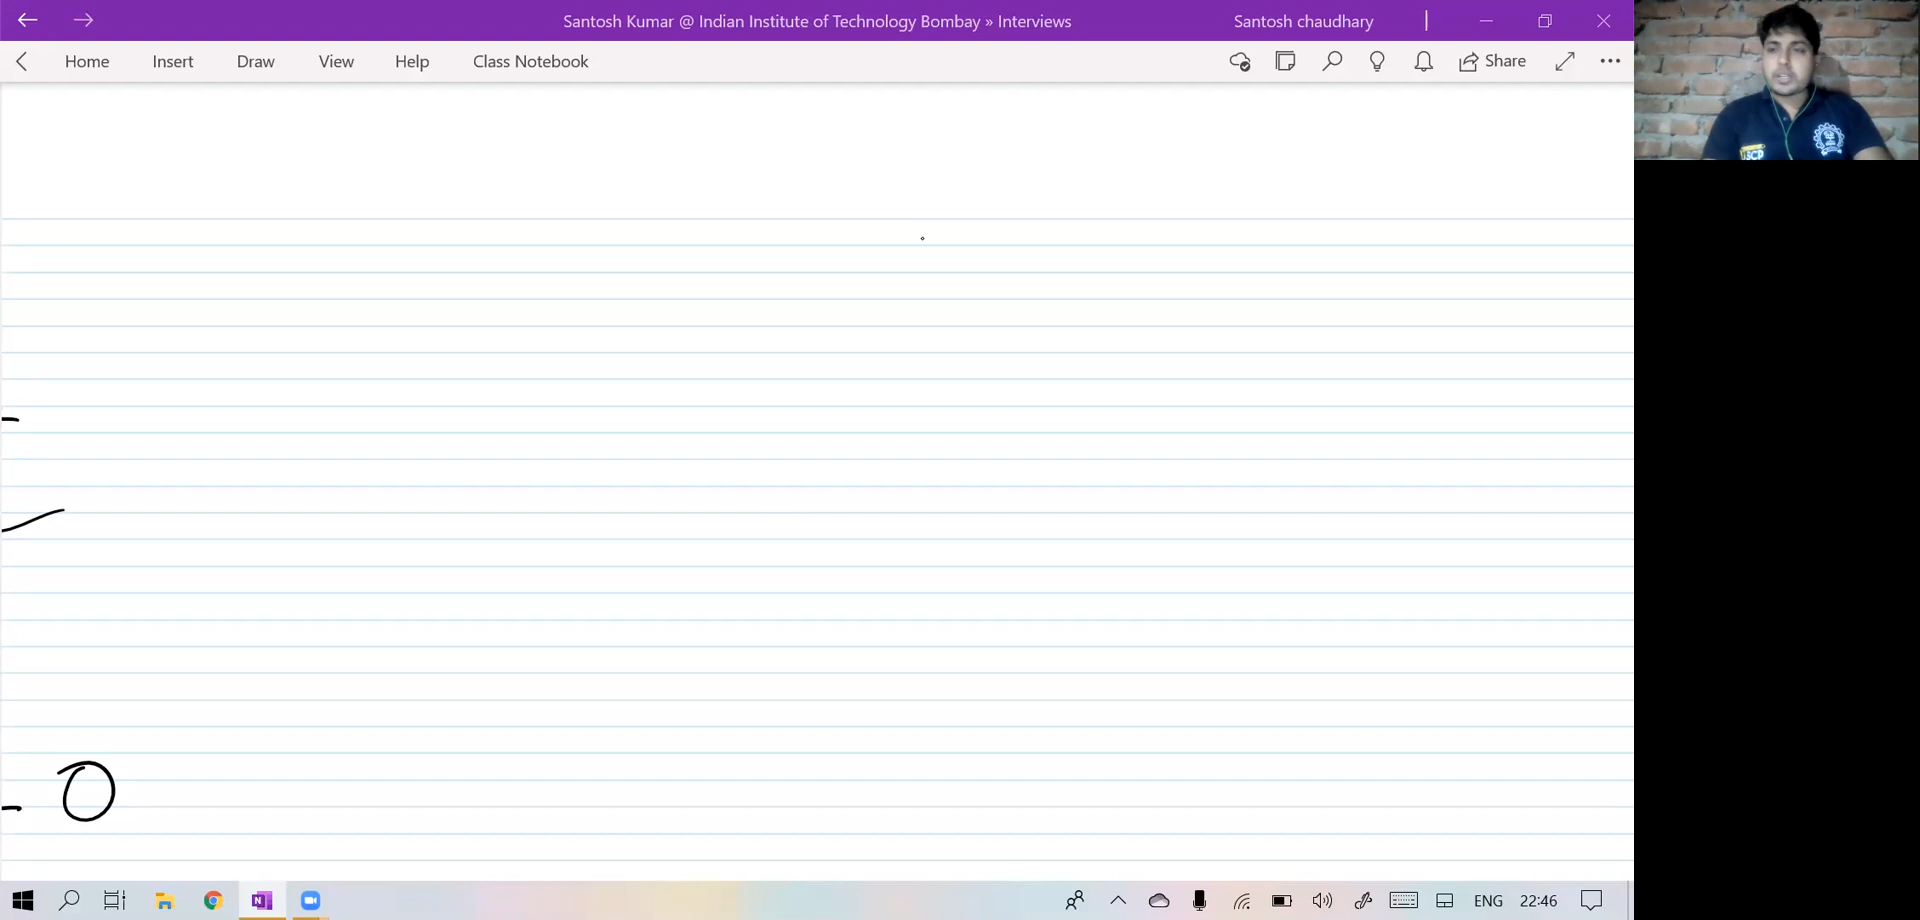 Santosh Kumar @ Indian Institute of Technology Bombay » Interviews
Santosh chaudhary
Home Insert Draw View Help Class Notebook
Share
SCP
O
N
ENG 22:46